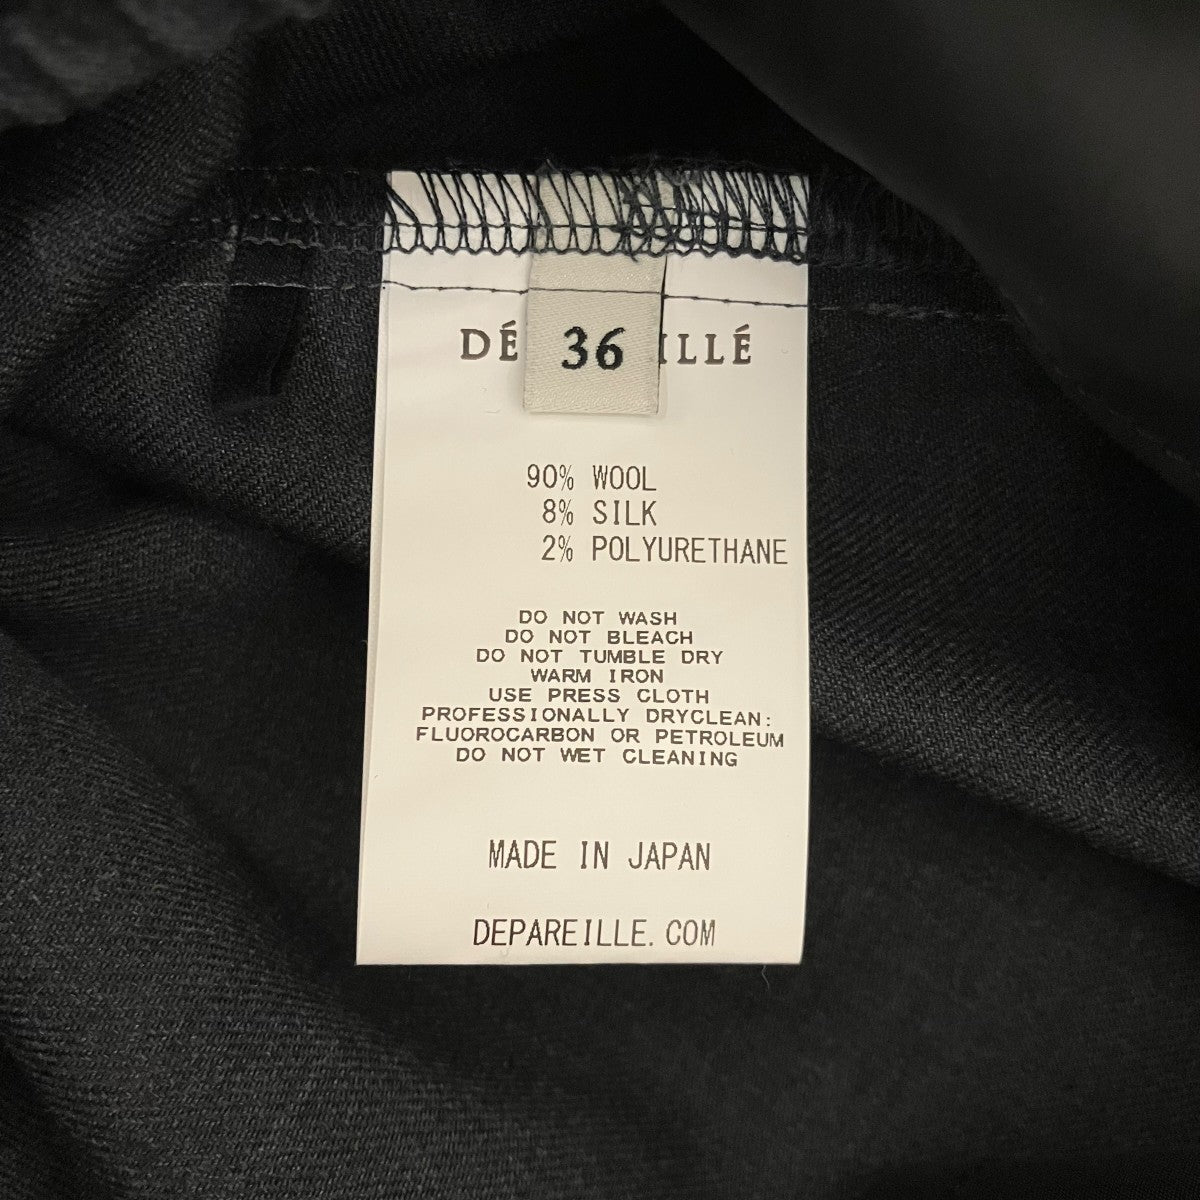 DÉ 36 ILLÉ
90% WOOL
8% SILK
2% POLYURETHANE
DO NOT WASH
DO NOT BLEACH
DO NOT TUMBLE DRY
WARM IRON
USE PRESS CLOTH
PROFESSIONALLY DRYCLEAN:
FLUOROCARBON OR PETROLEUM
DO NOT WET CLEANING
MADE IN JAPAN
DEPAREILLE.COM